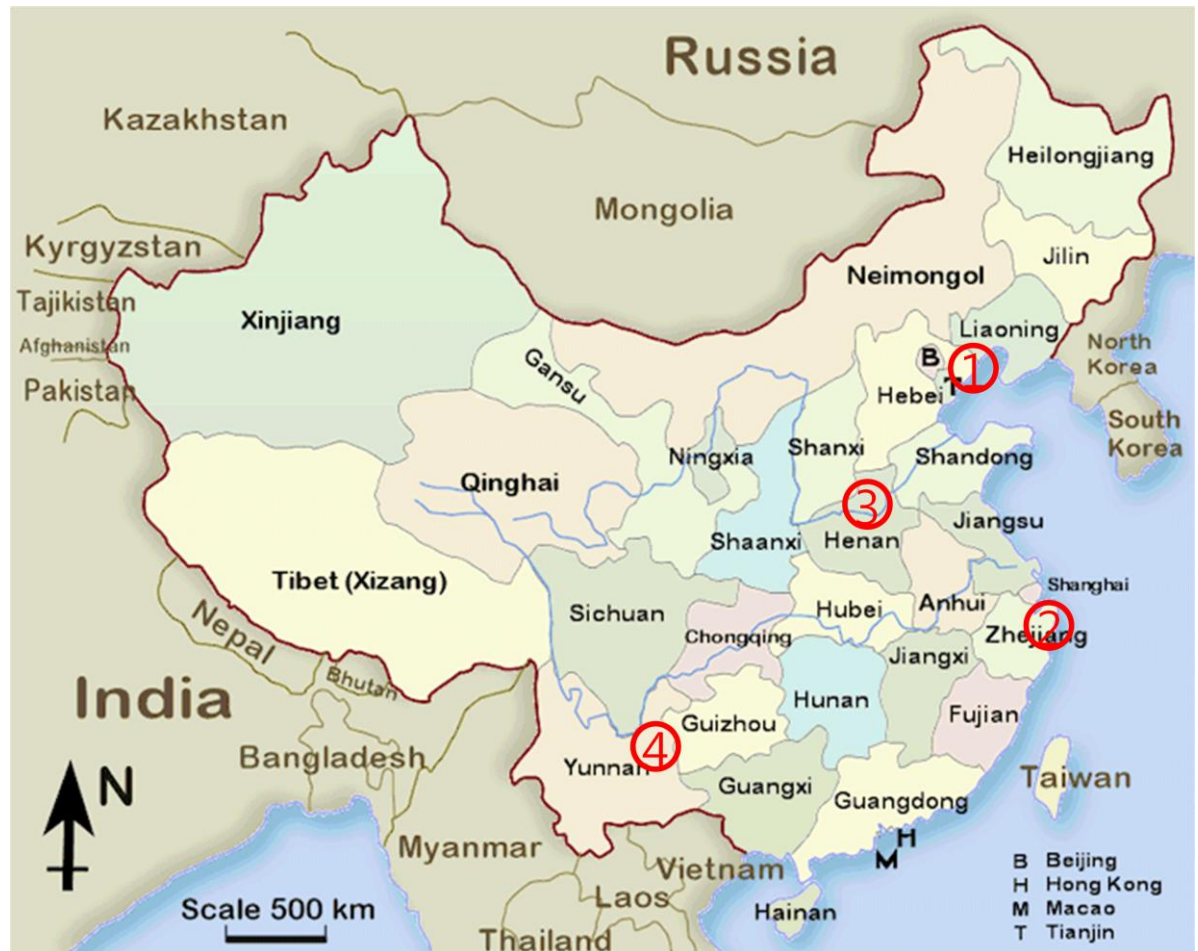 Russia
Kazakhstan
Heilongjiang
Mongolia
Kyrgyzstan
Jilin
Neimongol
Tajikistan
Xinjiang
Liaoning
Afghanistan
North
Korea
B
①
Gansu
Pakistan
T
Hebei
South
Korea
Shanxi
Ningxia
Shandong
Qinghai
③
Jiangsu
Shaanxi
Henan
Tibet (Xizang)
Shanghai
Sichuan
Hubei
Anhui
②
Zhejiang
Nepal
Chongqing
Jiangxi
Bhutan
India
Hunan
Fujian
Guizhou
④
Bangladesh
Yunnan
Taiwan
N
Guangxi
Guangdong
H
M
Myanmar
Vietnam
Laos
B Beijing
H Hong Kong
M Macao
T Tianjin
Scale 500 km
Hainan
Thailand